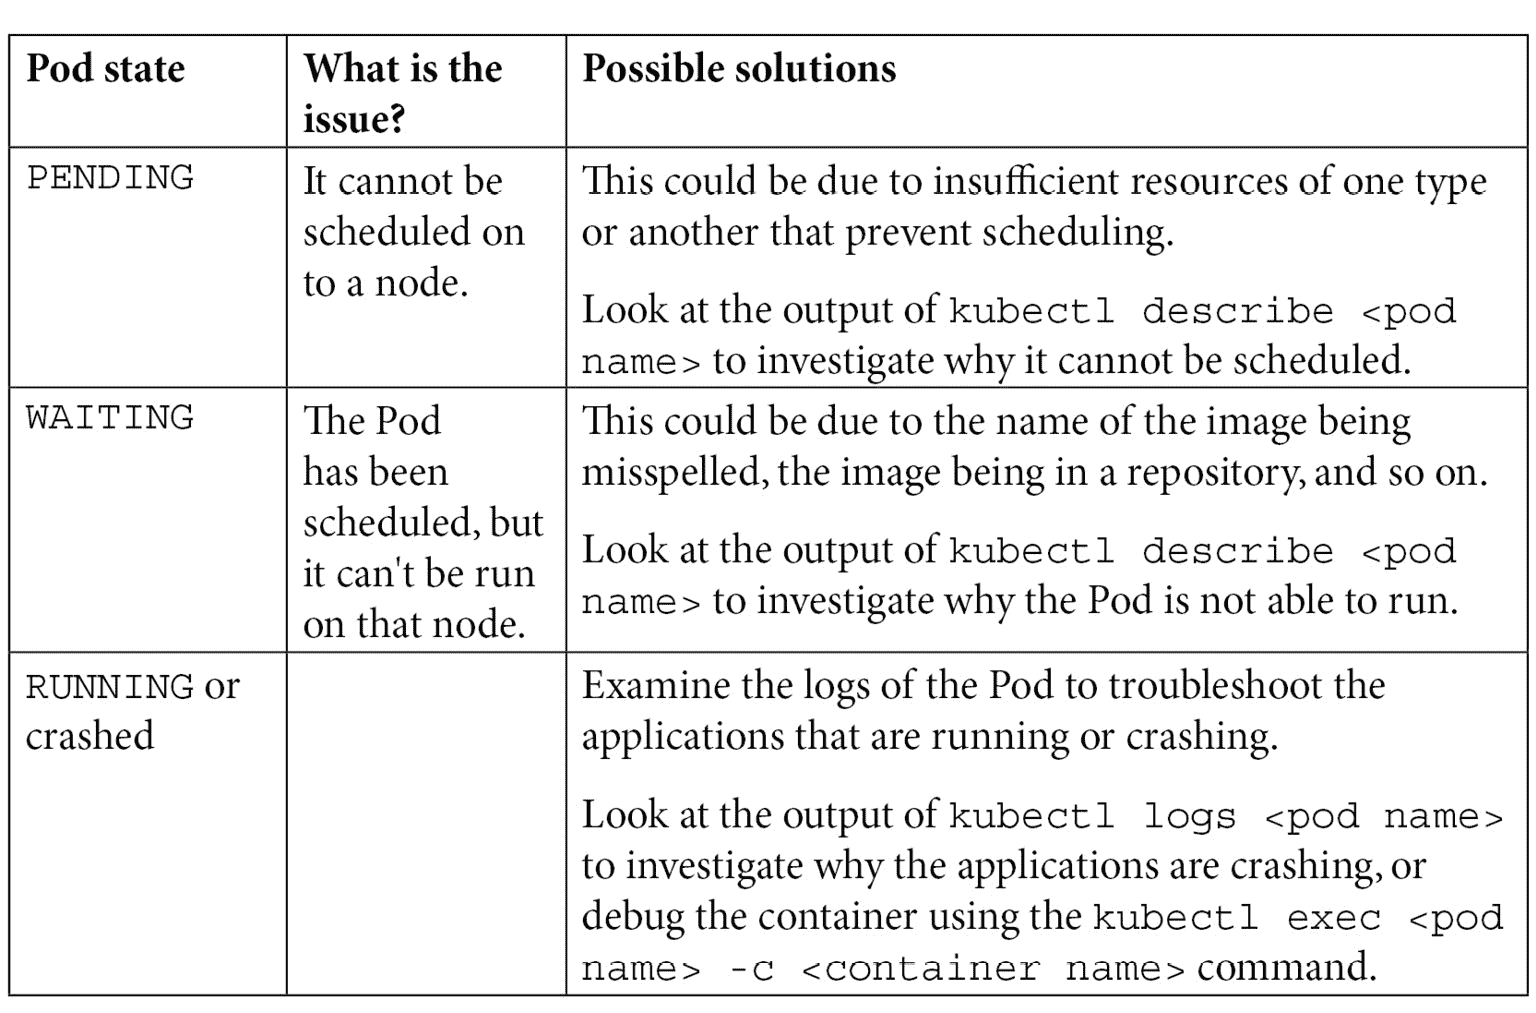 Pod state
What is the
issue?
Possible solutions
PENDING
It cannot be
scheduled on
to a node.
This could be due to insufficient resources of one type
or another that prevent scheduling.
Look at the output of kubectl describe <pod
name> to investigate why it cannot be scheduled.
WAITING
The Pod
has been
scheduled, but
it can't be run
on that node.
This could be due to the name of the image being
misspelled, the image being in a repository, and so on.
Look at the output of kubectl describe <pod
name> to investigate why the Pod is not able to run.
RUNNING or
crashed
Examine the logs of the Pod to troubleshoot the
applications that are running or crashing.
Look at the output of kubectl logs <pod name>
to investigate why the applications are crashing, or
debug the container using the kubectl exec <pod
name> -c <container name> command.